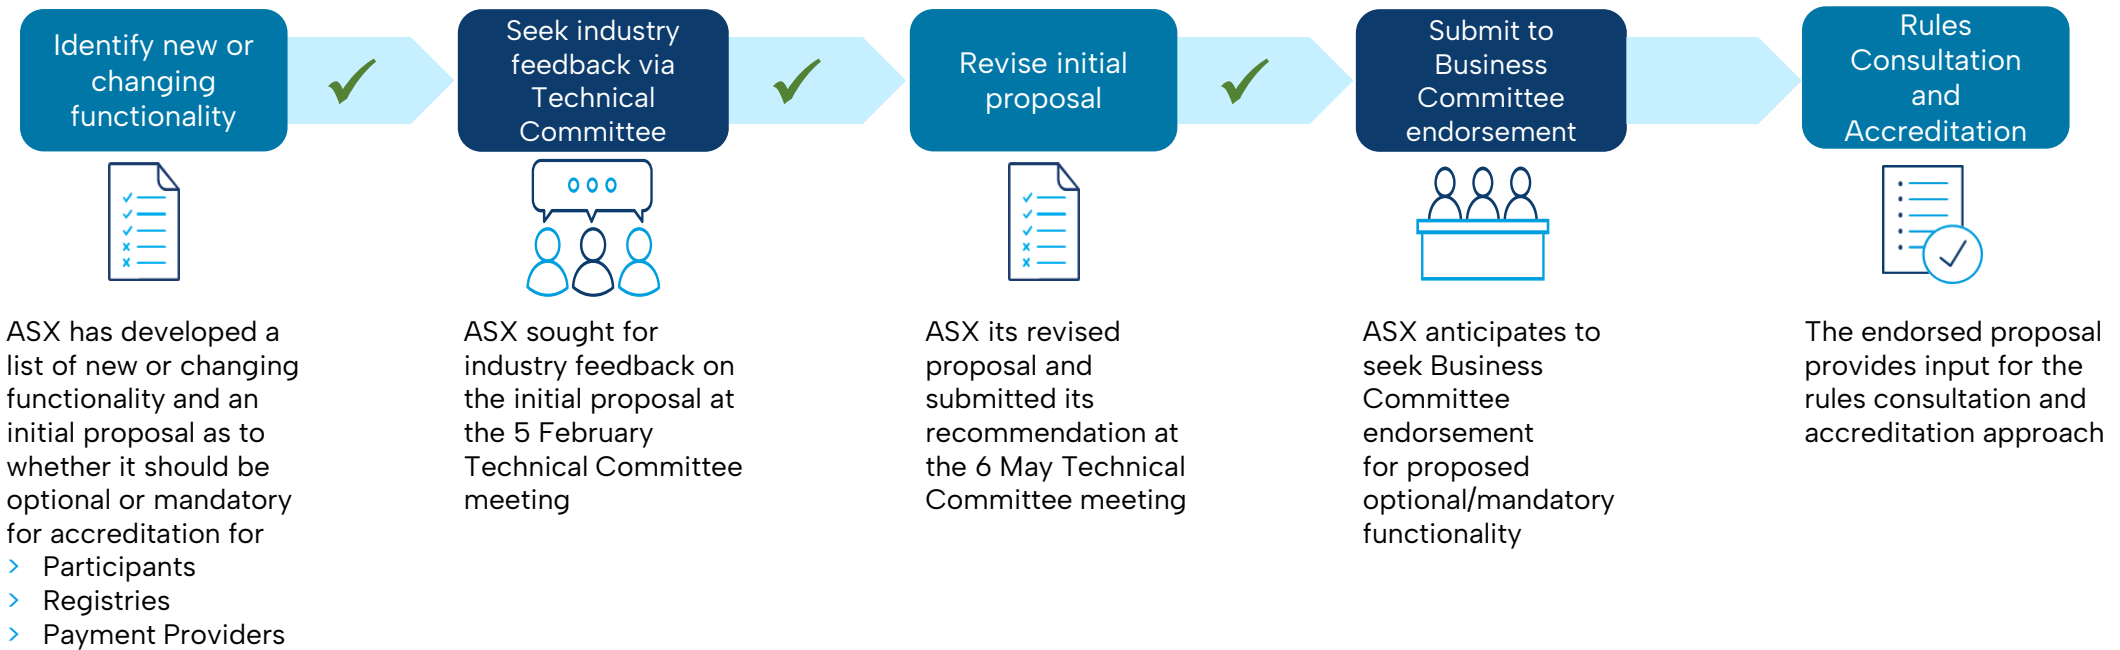 Identify new or
changing
functionality
Seek industry
feedback via
Technical
Committee
Revise initial
proposal
Submit to
Business
Committee
endorsement
Rules
Consultation
and
Accreditation
ASX has developed a
list of new or changing
functionality and an
initial proposal as to
whether it should be
optional or mandatory
for accreditation for
> Participants
> Registries
> Payment Providers
ASX sought for
industry feedback on
the initial proposal at
the 5 February
Technical Committee
meeting
ASX its revised
proposal and
submitted its
recommendation at
the 6 May Technical
Committee meeting
ASX anticipates to
seek Business
Committee
endorsement
for proposed
optional/mandatory
functionality
The endorsed proposal
provides input for the
rules consultation and
accreditation approach